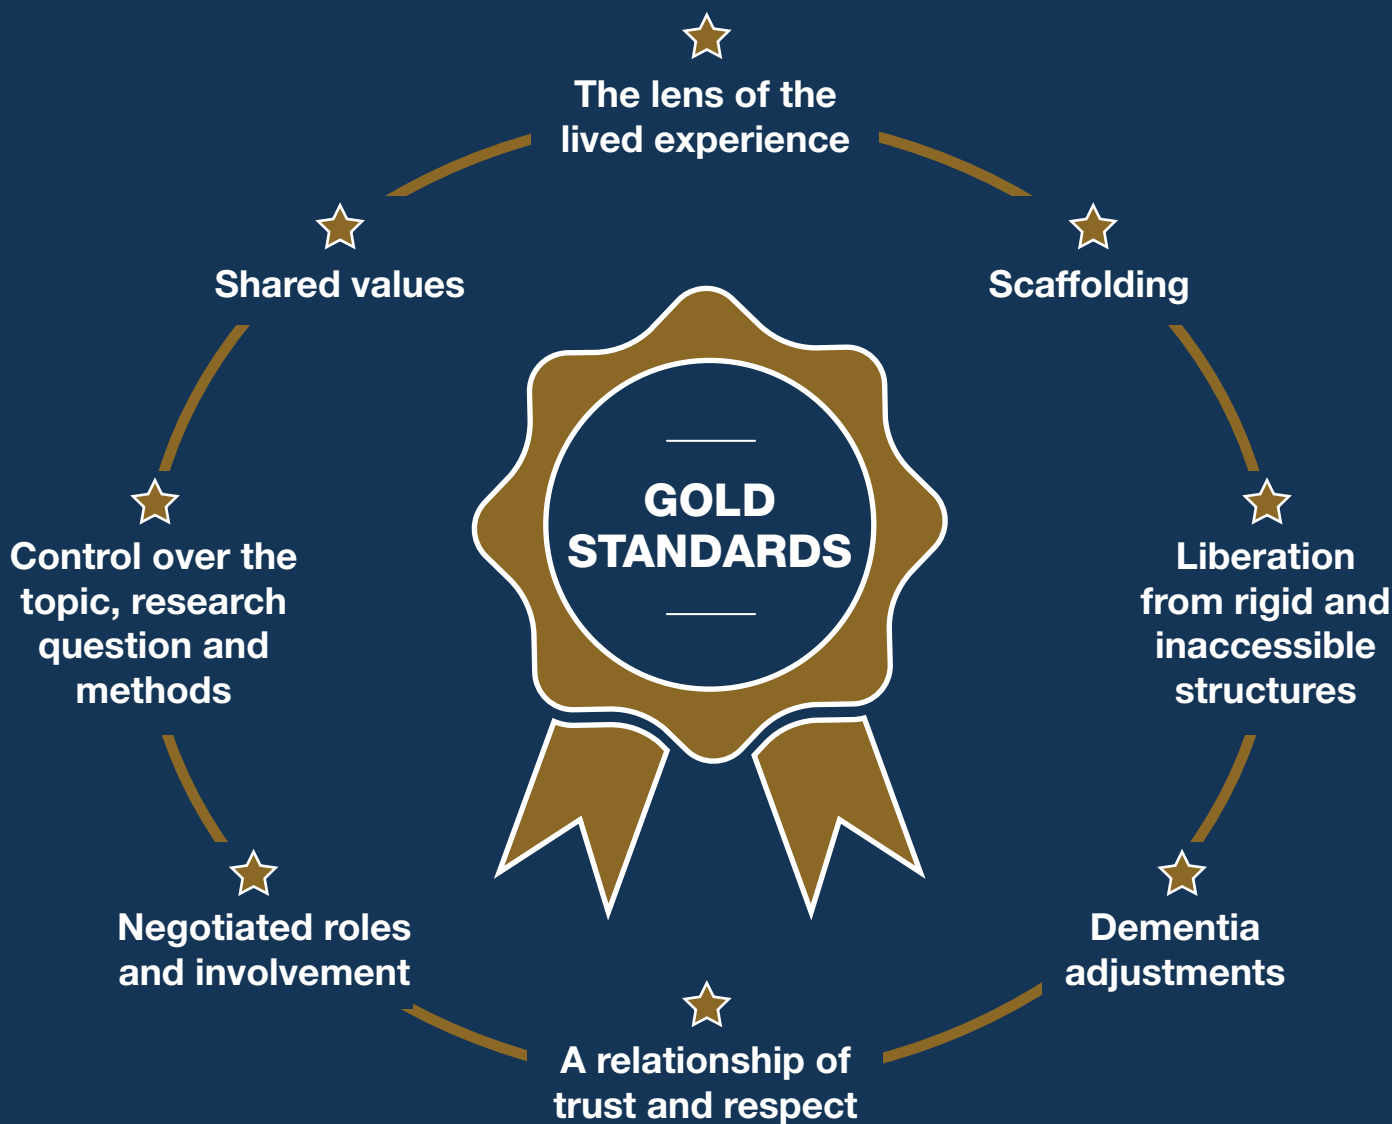 The lens of the
lived experience
Shared values
Scaffolding
GOLD
STANDARDS
Control over the
topic, research
question and
methods
Liberation
from rigid and
inaccessible
structures
Negotiated roles
and involvement
Dementia
adjustments
A relationship of
trust and respect